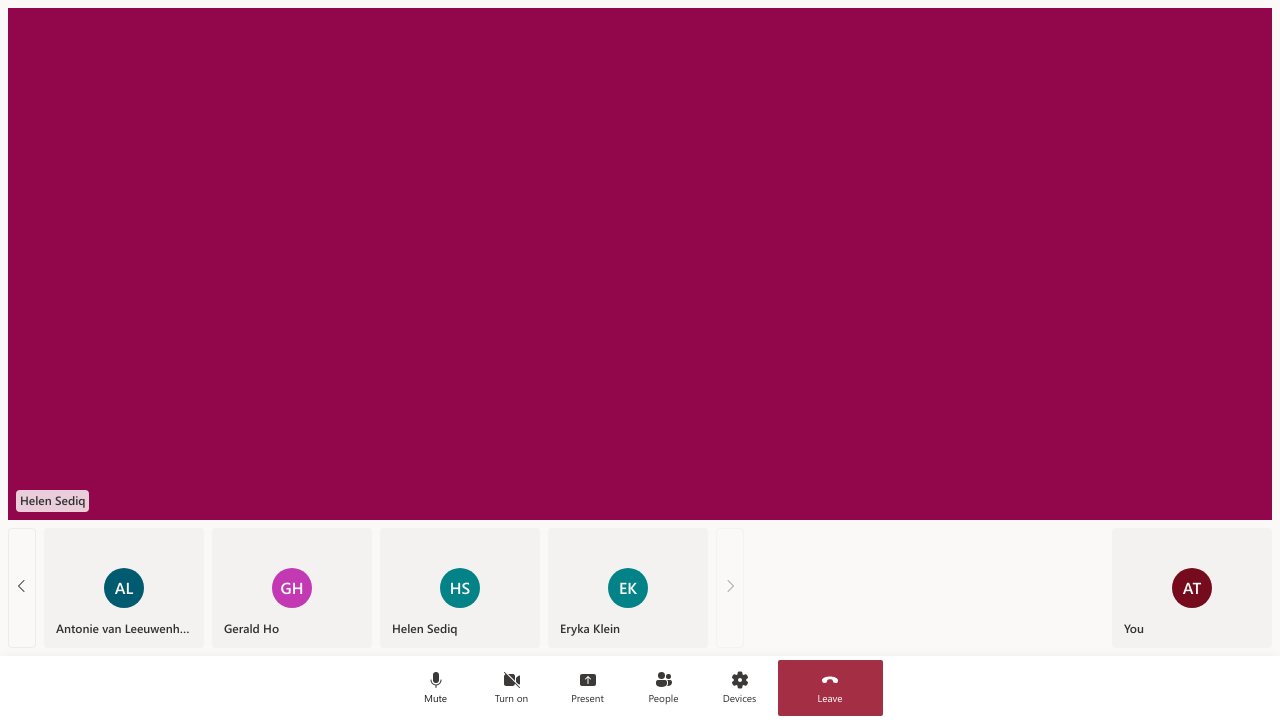 Helen Sediq
AL
Antonie van Leeuwenh...
GH
Gerald Ho
HS
Helen Sediq
EK
Eryka Klein
AT
You
Mute
Turn on
Present
People
Devices
Leave